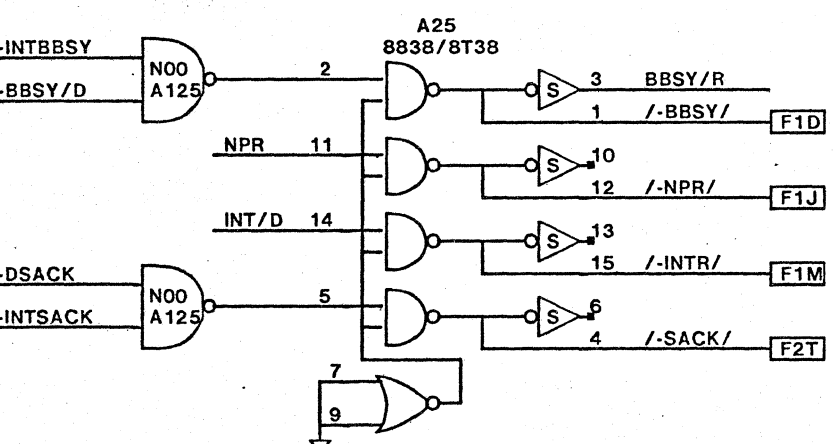 A25
8838/8T38
-INTBBSY
-BBSY/D
N00
A125
2
S
3 BBSY/R
1 /-BBSY/
F1D
NPR 11
S
10
12 /-NPR/
F1J
INT/D 14
S
13
15 /-INTR/
F1M
-DSACK
-INTSACK
N00
A125
5
S
6
4 /-SACK/
F2T
7
9